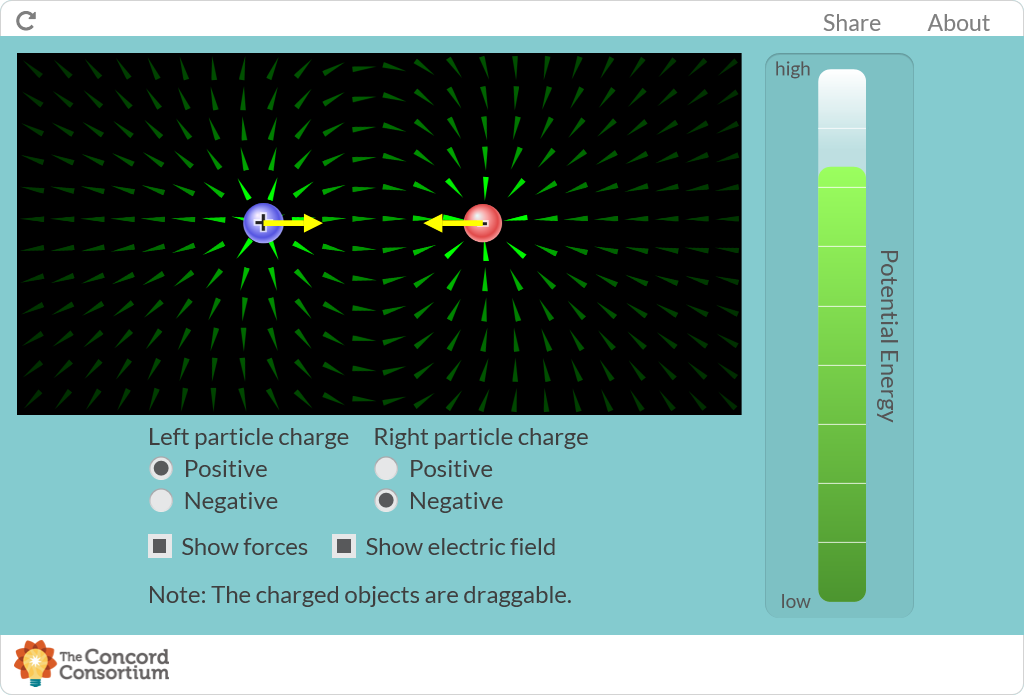 Share About
high
+ -
Potential Energy
Left particle charge Right particle charge
Positive Positive
Negative Negative
Show forces Show electric field
Note: The charged objects are draggable.
low
The Concord
Consortium